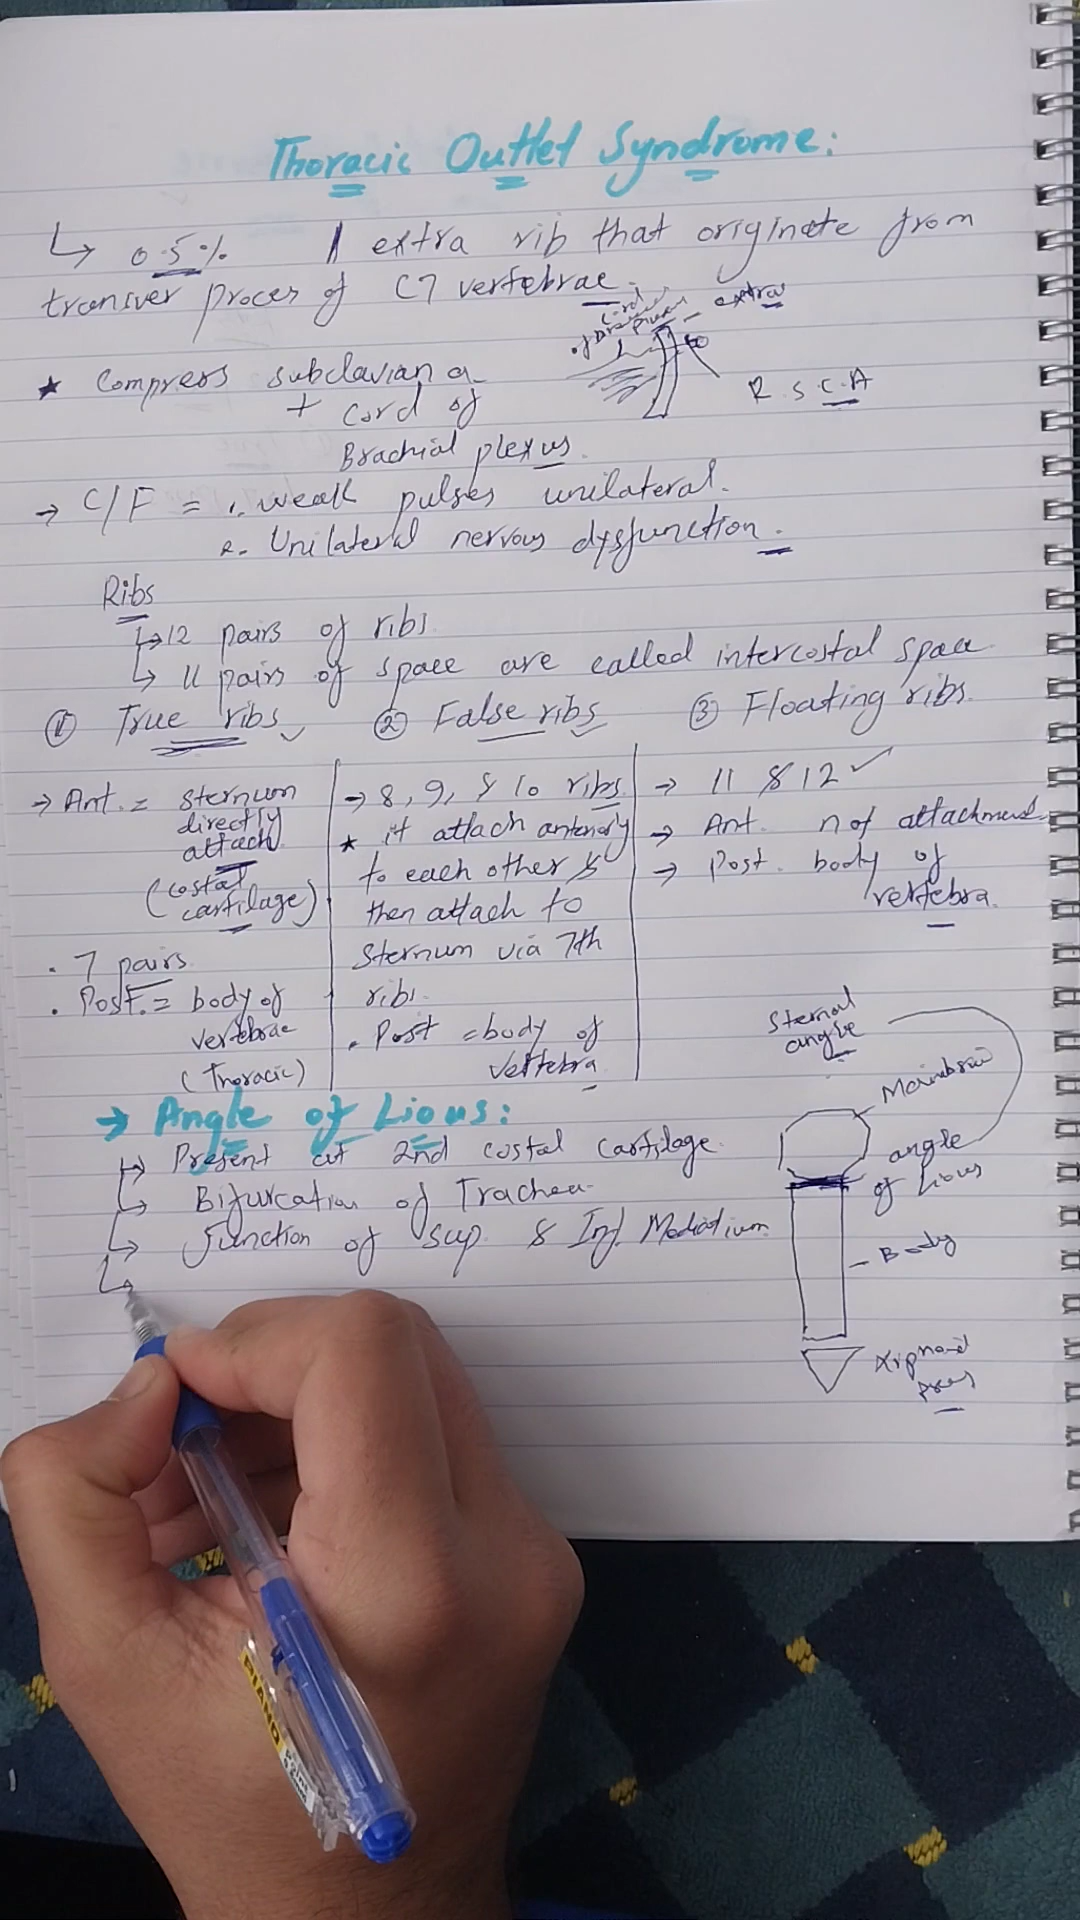 Thoracic Outlet Syndrome:
↳ 0.5% 1 extra rib that originate from
transver proces of C7 vertebrae.
Cord
of Brachial Plexus - extra
R.S.C.A
★ Compress subclavian a.
+ Cord of
Brachial plexus.
→ C/F = 1. weak pulses unilateral.
2. Unilateral nervous dysfunction.
Ribs
↳ 12 pairs of ribs.
↳ 11 pairs of space are called intercostal space
① True ribs ② False ribs ③ Floating ribs.
→ Ant. = sternum
directly
attach
(costal
cartilage)
. 7 pairs.
. Post. = body of
vertebrae
(Thoracic)
→ 8, 9, & 10 ribs
★ it attach anteriorly
to each other &
then attach to
Sternum via 7th
ribs.
. Post = body of
Vertebra
→ 11 & 12 ✓
→ Ant. no attachment
→ Post. body of
vertebra.
→ Angle of Lious:
↳ Present at 2nd costal cartilage.
↳ Bifurcation of Trachea
↳ Junction of sup. & Inf. Mediatium
Sternal
angle
angle
of Lious
- Body
Xiphoid
PIANO